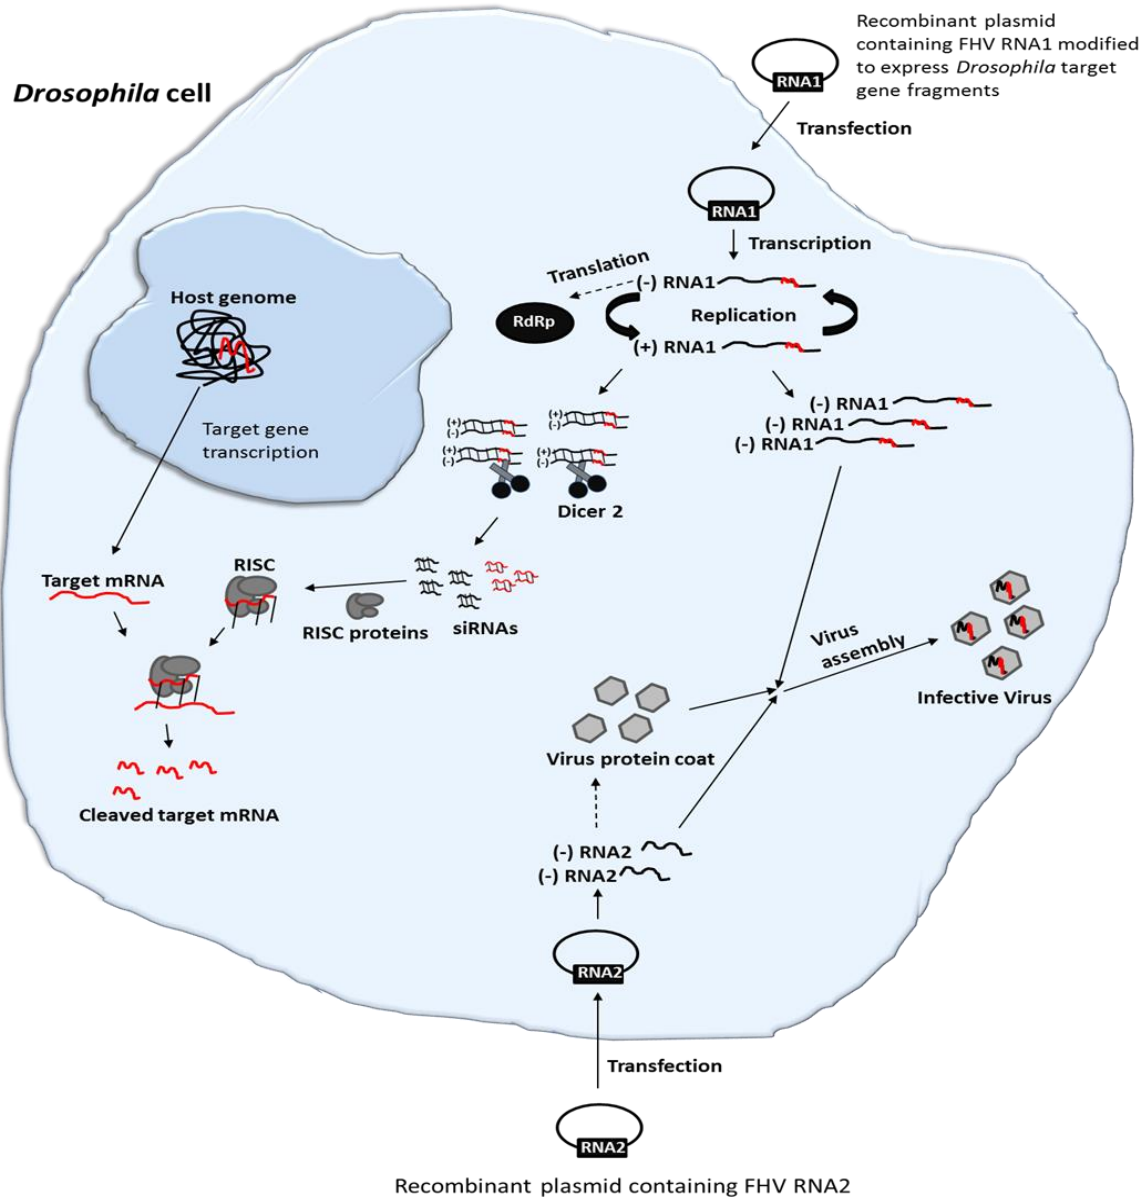 Recombinant plasmid
containing FHV RNA1 modified
to express Drosophila target
gene fragments
RNA1
Drosophila cell
Transfection
RNA1
Transcription
Translation
(-) RNA1
Host genome
RdRp
Replication
(+) RNA1
(-) RNA1
(-) RNA1
(-) RNA1
Target gene
transcription
(+)
(-)
(+)
(-)
(+)
(-)
(+)
(-)
Dicer 2
Target mRNA
RISC
RISC proteins
siRNAs
Virus
assembly
Infective Virus
Virus protein coat
Cleaved target mRNA
(-) RNA2
(-) RNA2
RNA2
Transfection
RNA2
Recombinant plasmid containing FHV RNA2